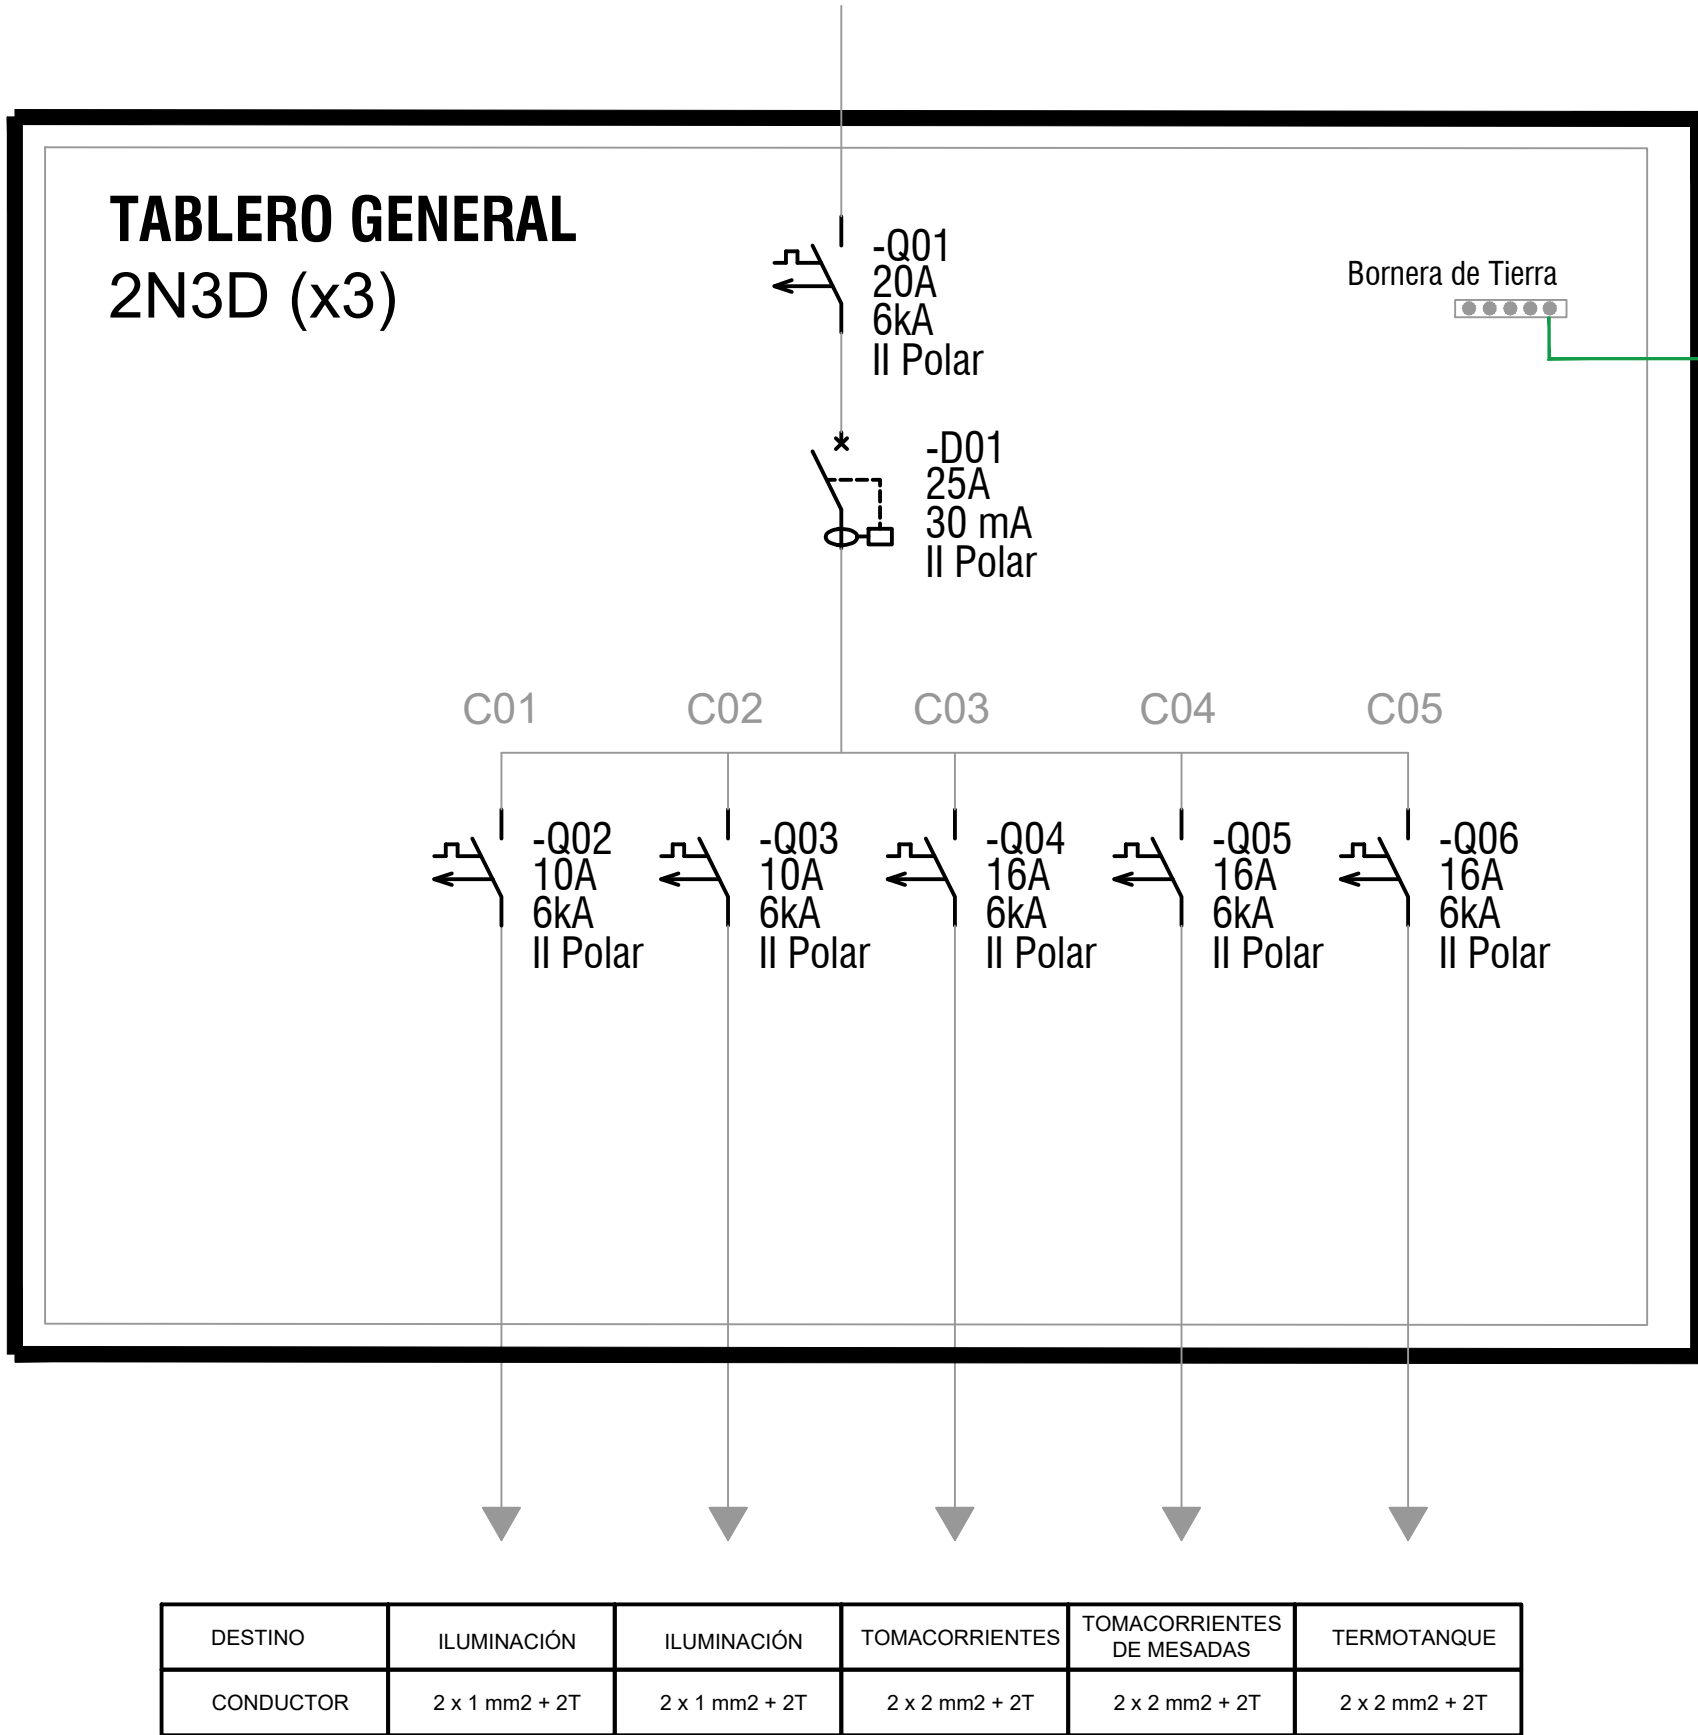 TABLERO GENERAL
2N3D (x3)
-Q01
20A
6kA
II Polar
Bornera de Tierra
-D01
25A
30 mA
II Polar
C01
C02
C03
C04
C05
-Q02
10A
6kA
II Polar
-Q03
10A
6kA
II Polar
-Q04
16A
6kA
II Polar
-Q05
16A
6kA
II Polar
-Q06
16A
6kA
II Polar
DESTINO
ILUMINACIÓN
ILUMINACIÓN
TOMACORRIENTES
TOMACORRIENTES
DE MESADAS
TERMOTANQUE
CONDUCTOR
2 x 1 mm2 + 2T
2 x 1 mm2 + 2T
2 x 2 mm2 + 2T
2 x 2 mm2 + 2T
2 x 2 mm2 + 2T